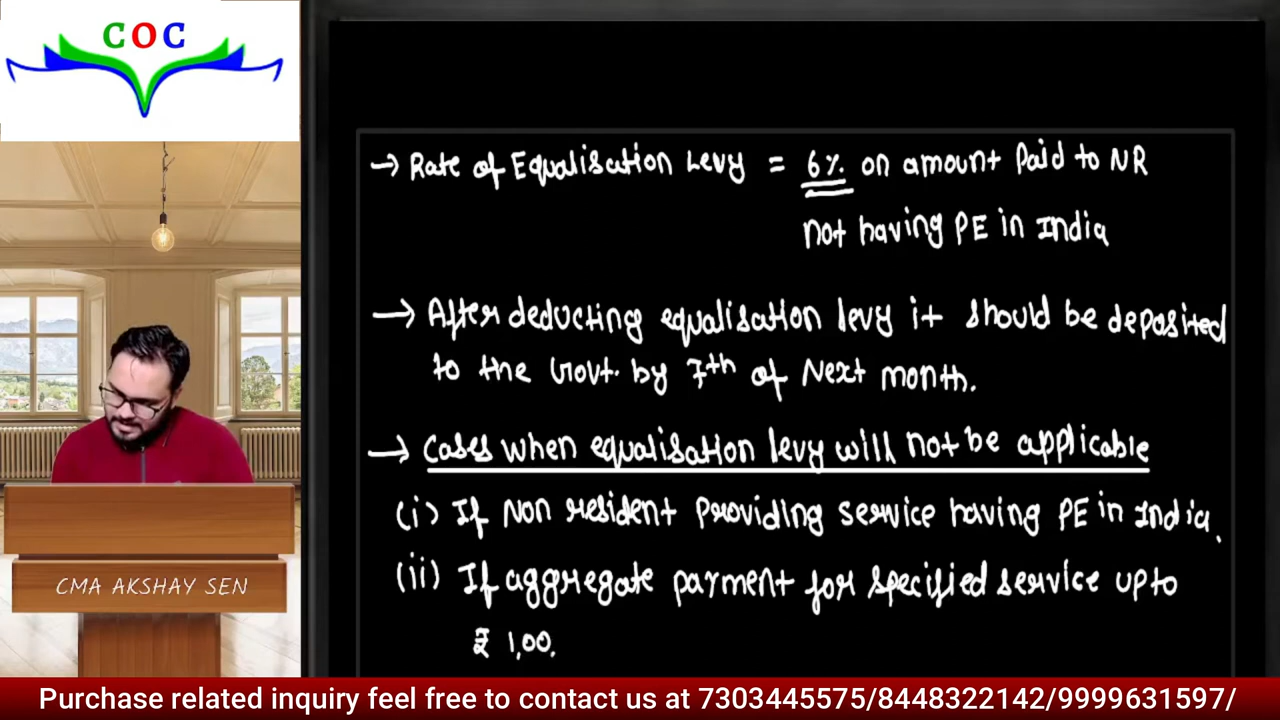 COC
→ Rate of Equalisation Levy = 6% on amount Paid to NR
not having PE in India
→ After deducting equalisation levy it should be deposited
to the Govt. by 7th of Next month.
→ Cases when equalisation levy will not be applicable
(i) If Non resident Providing service having PE in India.
(ii) If aggregate payment for specified service upto
₹ 1,00,
CMA AKSHAY SEN
Purchase related inquiry feel free to contact us at 7303445575/8448322142/9999631597/